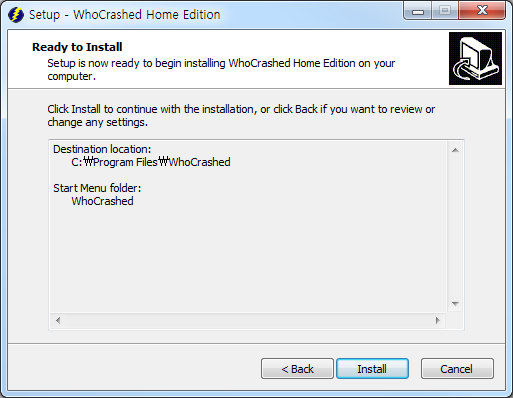 Setup - WhoCrashed Home Edition
Ready to Install
Setup is now ready to begin installing WhoCrashed Home Edition on your
computer.
Click Install to continue with the installation, or click Back if you want to review or
change any settings.
Destination location:
C:₩Program Files₩WhoCrashed
Start Menu folder:
WhoCrashed
< Back
Install
Cancel